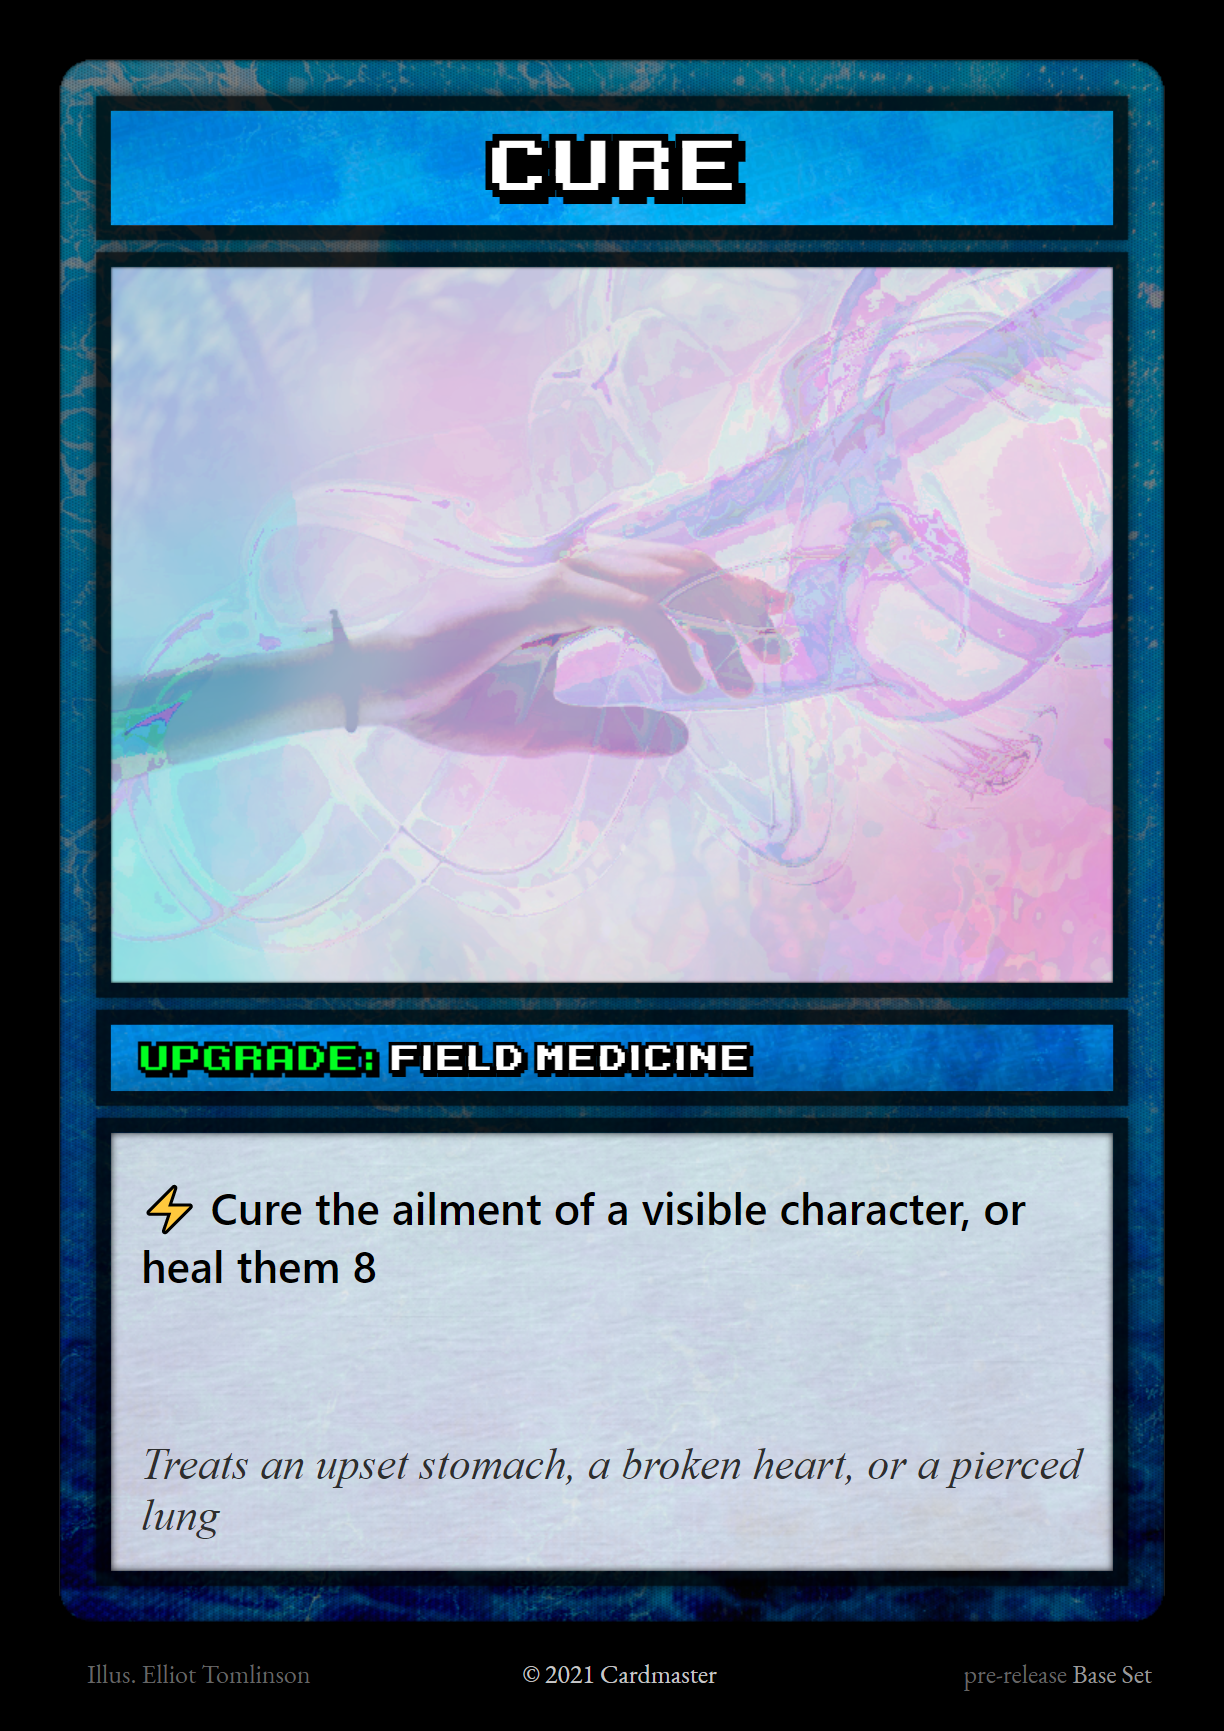 CURE
UPGRADE: FIELD MEDICINE
⚡ Cure the ailment of a visible character, or
heal them 8
Treats an upset stomach, a broken heart, or a pierced
lung
Illus. Elliot Tomlinson © 2021 Cardmaster pre-release Base Set